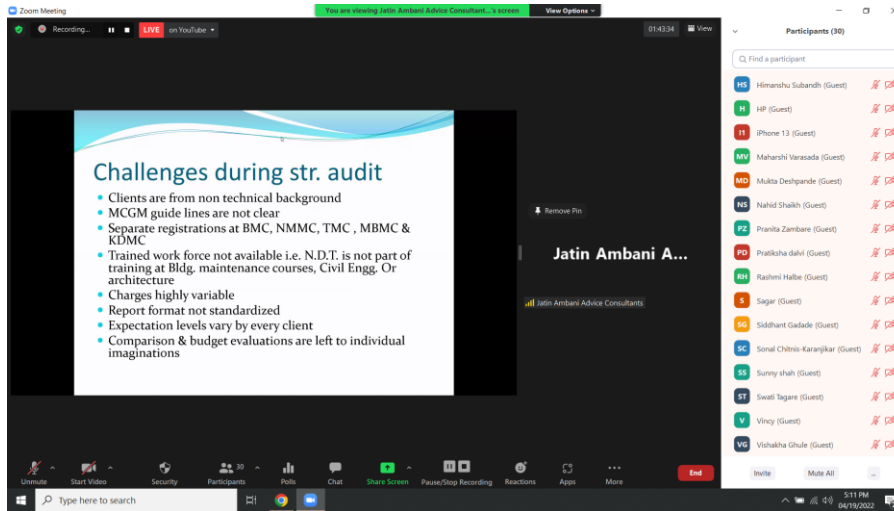 Zoom Meeting
You are viewing Jatin Ambani Advice Consultant...'s screen
View Options
Recording...
LIVE on YouTube
01:43:34
View
Challenges during str. audit
• Clients are from non technical background
• MCGM guide lines are not clear
• Separate registrations at BMC, NMMC, TMC , MBMC &
KDMC
• Trained work force not available i.e. N.D.T. is not part of
training at Bldg. maintenance courses, Civil Engg. Or
architecture
• Charges highly variable
• Report format not standardized
• Expectation levels vary by every client
• Comparison & budget evaluations are left to individual
imaginations
Remove Pin
Jatin Ambani A...
Jatin Ambani Advice Consultants
Participants (30)
Find a participant
HS Himanshu Subandh (Guest)
H HP (Guest)
I1 iPhone 13 (Guest)
MV Maharshi Varasada (Guest)
MD Mukta Deshpande (Guest)
NS Nahid Shaikh (Guest)
PZ Pranita Zambare (Guest)
PD Pratiksha dalvi (Guest)
RH Rashmi Halbe (Guest)
S Sagar (Guest)
SG Siddhant Gadade (Guest)
SC Sonal Chitnis-Karanjikar (Guest)
SS Sunny shah (Guest)
ST Swati Tagare (Guest)
V Vincy (Guest)
VG Vishakha Ghule (Guest)
Invite
Mute All
...
Unmute
Start Video
Security
30
Participants
Polls
Chat
Share Screen
Pause/Stop Recording
Reactions
Apps
More
End
Type here to search
5:11 PM
04/19/2022